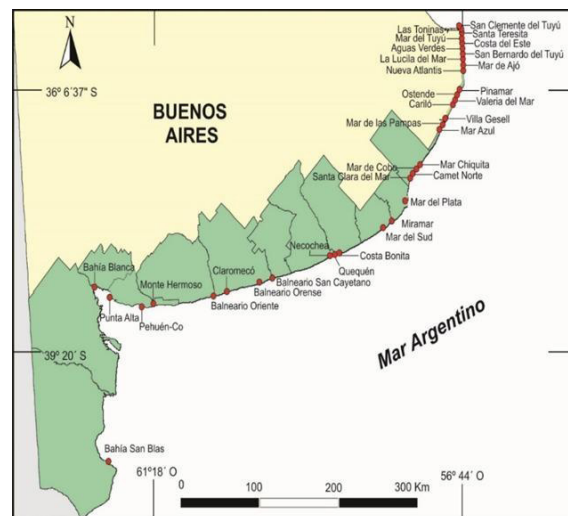 N
San Clemente del Tuyú
Las Toninas
Santa Teresita
Mar del Tuyú
Costa del Este
Aguas Verdes
San Bernardo del Tuyú
La Lucila del Mar
Mar de Ajó
Nueva Atlantis
36º 6´37" S
Pinamar
Ostende
Valeria del Mar
Cariló
BUENOS
AIRES
Villa Gesell
Mar de las Pampas
Mar Azul
Mar de Cobo
Mar Chiquita
Santa Clara del Mar
Camet Norte
Mar del Plata
Miramar
Mar del Sud
Necochea
Costa Bonita
Quequén
Bahía Blanca
Claromecó
Balneario San Cayetano
Monte Hermoso
Balneario Orense
Balneario Oriente
Punta Alta
Pehuén-Co
Mar Argentino
39º 20´ S
Bahía San Blas
61º18´ O
56º 44´ O
0 100 200 300 Km